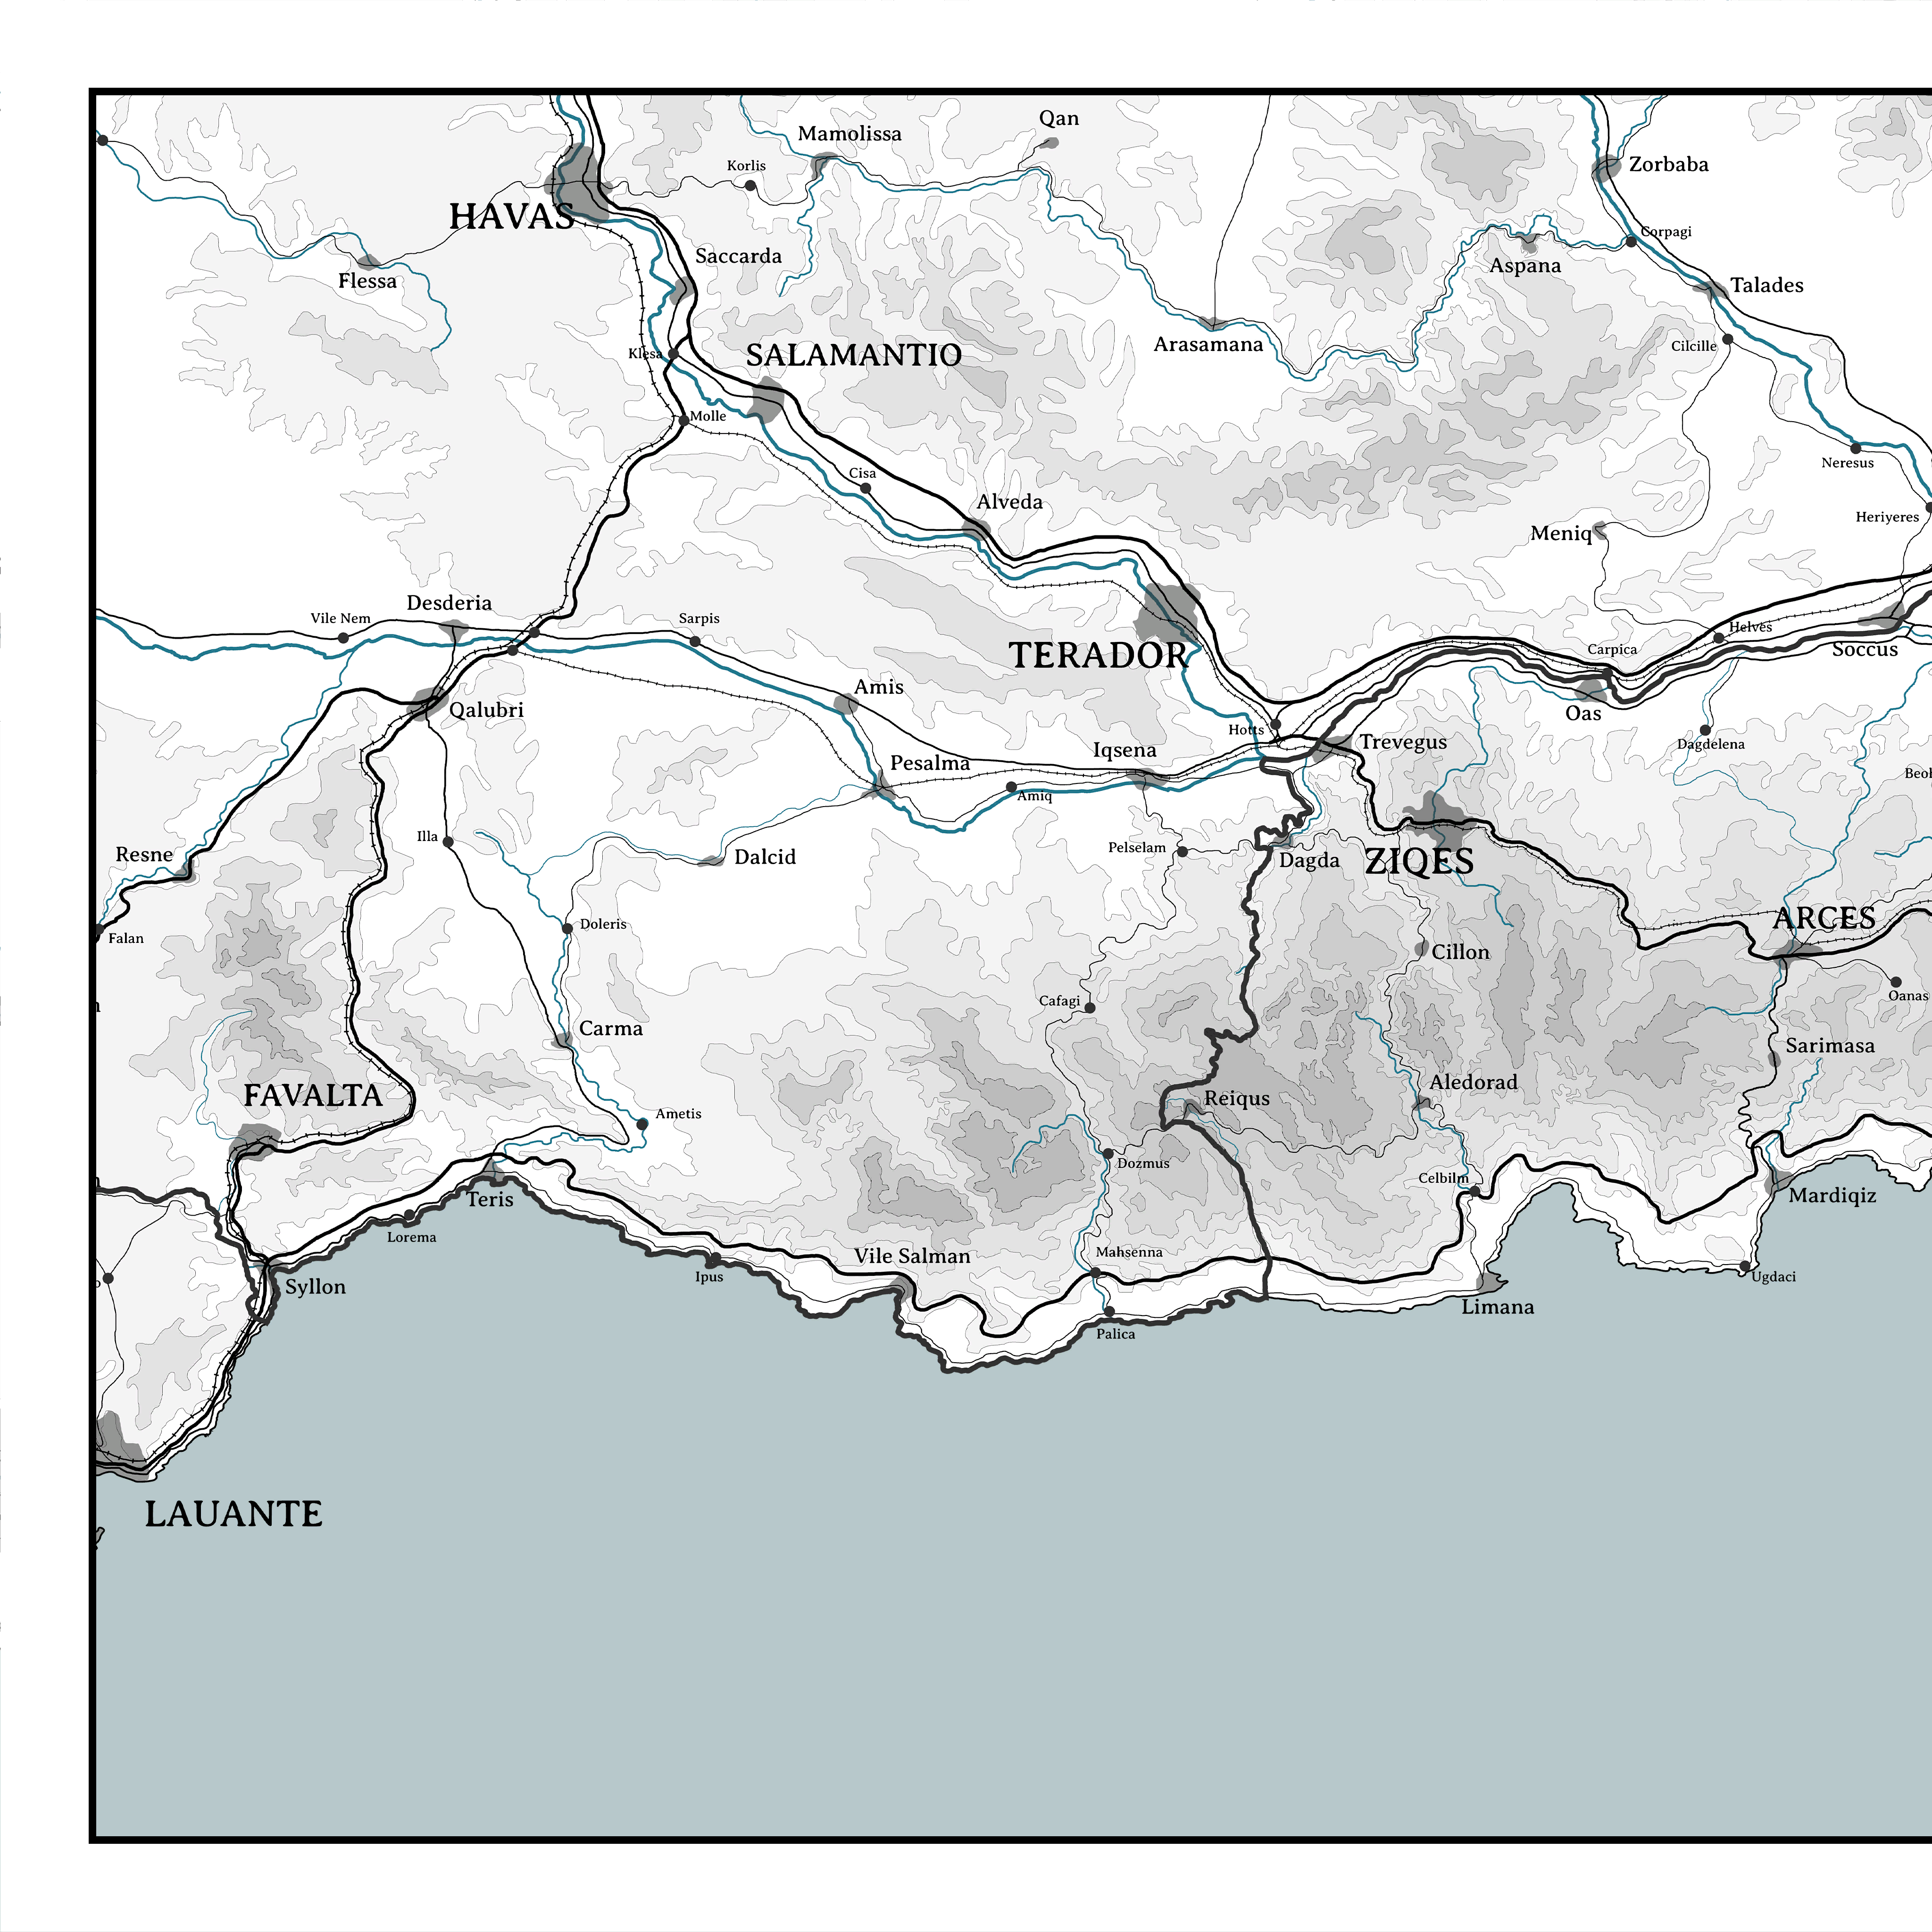 Qan
Mamolissa
Korlis
Zorbaba
HAVAS
Corpagi
Saccarda
Aspana
Flessa
Talades
Arasamana
Cilcille
Klesa
SALAMANTIO
Molle
Neresus
Cisa
Alveda
Heriyeres
Meniq
Desderia
Vile Nem
Sarpis
Helves
TERADOR
Carpica
Soccus
Amis
Qalubri
Oas
Hotts
Trevegus
Dagdelena
Iqsena
Pesalma
Beol
Amiq
Illa
Pelselam
Resne
Dalcid
Dagda
ZIQES
ARCES
Doleris
Falan
Cillon
Oanas
Cafagi
Carma
Sarimasa
Aledorad
FAVALTA
Reiqus
Ametis
Dozmus
Celbilm
Teris
Mardiqiz
Lorema
Mahsenna
Vile Salman
Ipus
Ugdaci
Syllon
Limana
Palica
LAUANTE